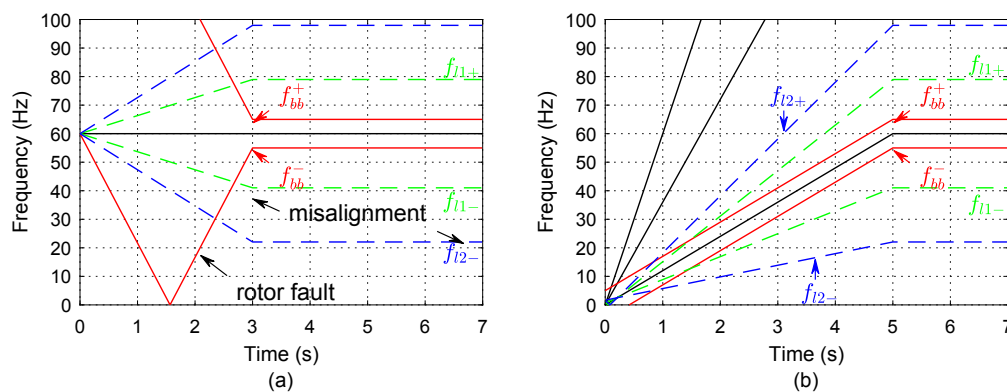 100
90
80
70
60
50
40
30
20
10
0
Frequency (Hz)
f_{l1+}
f_{bb}^{+}
f_{bb}^{-}
f_{l1-}
misalignment
f_{l2-}
rotor fault
0 1 2 3 4 5 6 7
Time (s)
(a)
100
90
80
70
60
50
40
30
20
10
0
Frequency (Hz)
f_{l1+}
f_{l2+}
f_{bb}^{+}
f_{bb}^{-}
f_{l1-}
f_{l2-}
0 1 2 3 4 5 6 7
Time (s)
(b)